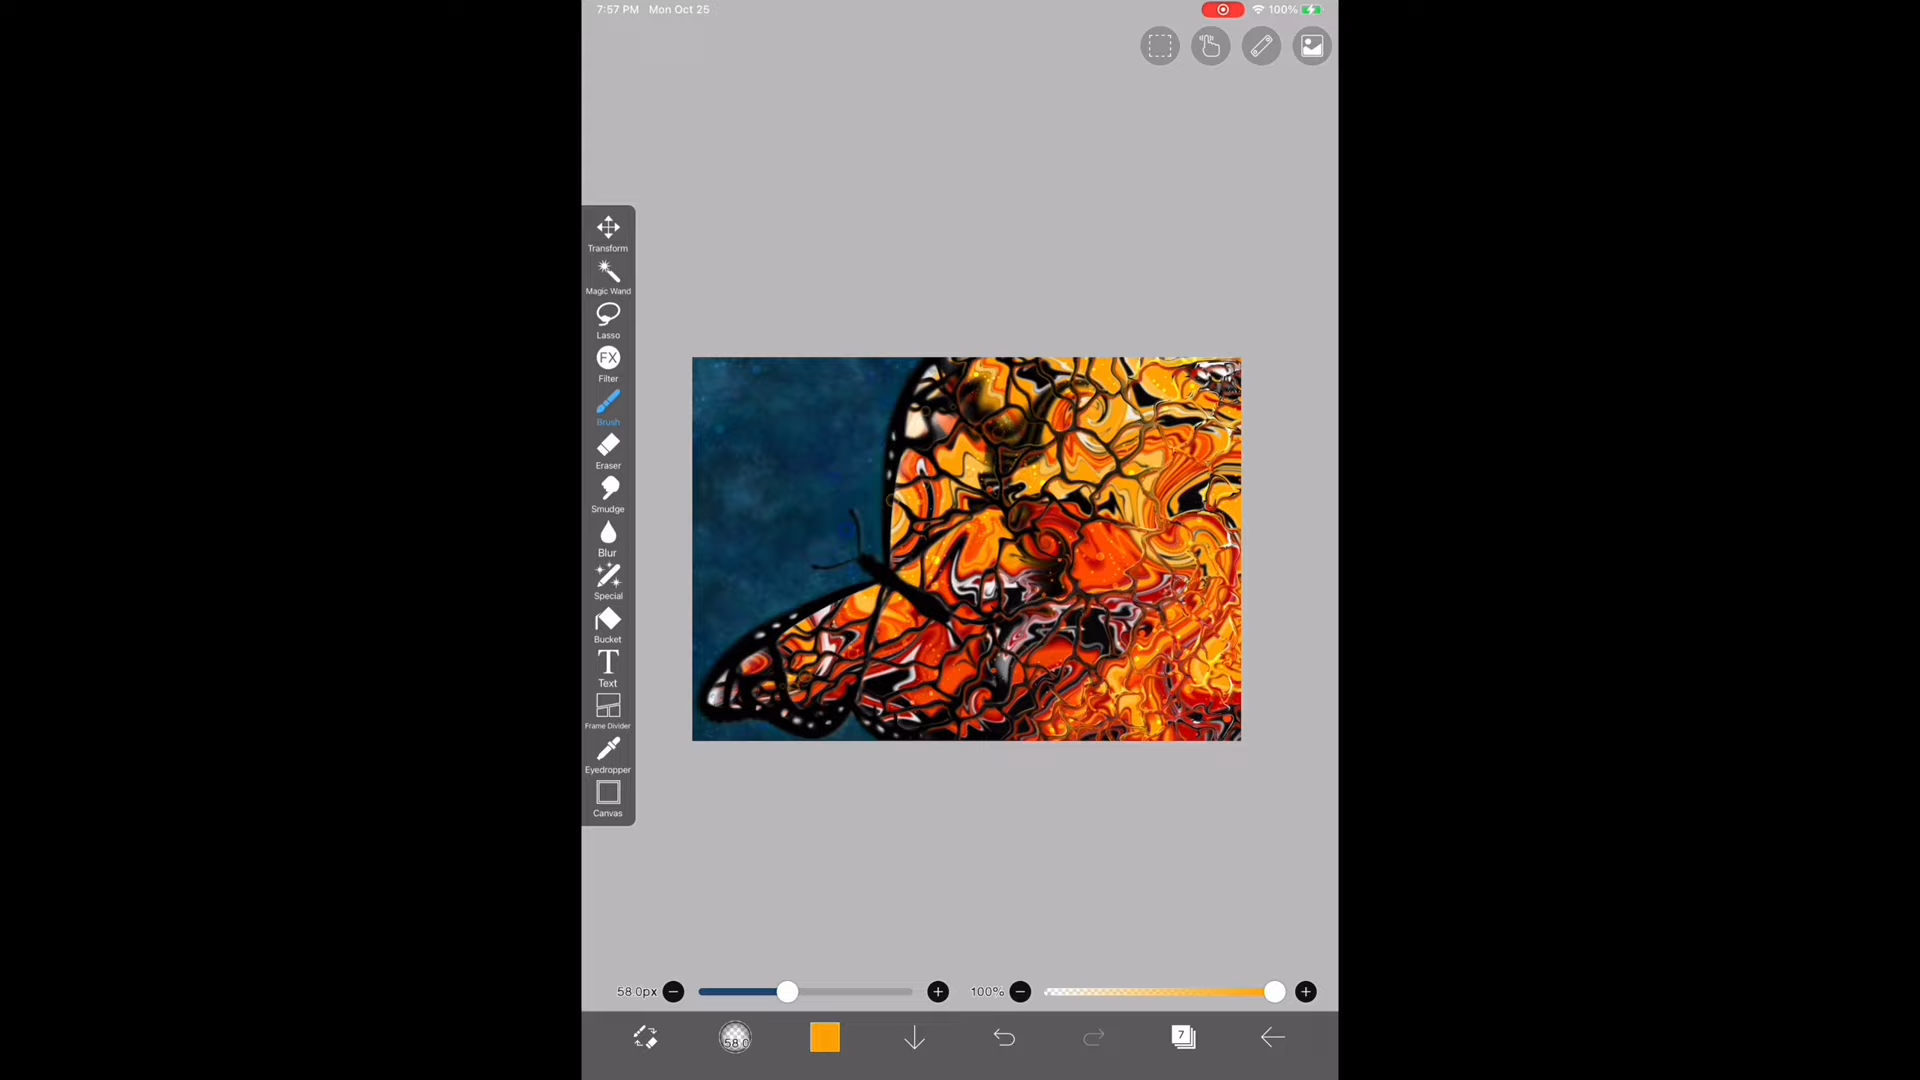 7:57 PM Mon Oct 25
100%
Transform
Magic Wand
Lasso
FX
Filter
Brush
Eraser
Smudge
Blur
Special
Bucket
T
Text
Frame Divider
Eyedropper
Canvas
58.0px
100%
58.0
7